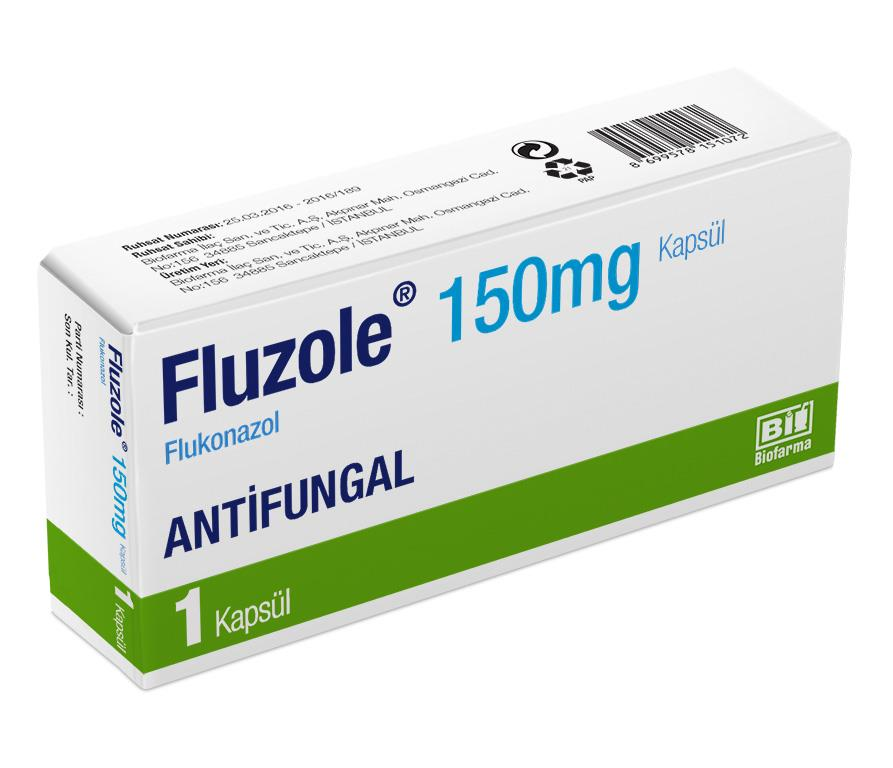 Ruhsat Numarası: 25.03.2016 - 2016/189
Ruhsat Sahibi:
Biofarma İlaç San. ve Tic. A.Ş. Akpınar Mah. Osmangazi Cad.
No:156 34885 Sancaktepe / İSTANBUL
Üretim Yeri:
Biofarma İlaç San. ve Tic. A.Ş. Akpınar Mah. Osmangazi Cad.
No:156 34885 Sancaktepe / İSTANBUL
21
PAP
8 699578 151072
Fluzole® 150mg Kapsül
Flukonazol
ANTİFUNGAL
1 Kapsül
BİF
Biofarma
Fluzole® 150mg Kapsül
Flukonazol
1 Kapsül
Parti Numarası :
Son Kul. Tar. :